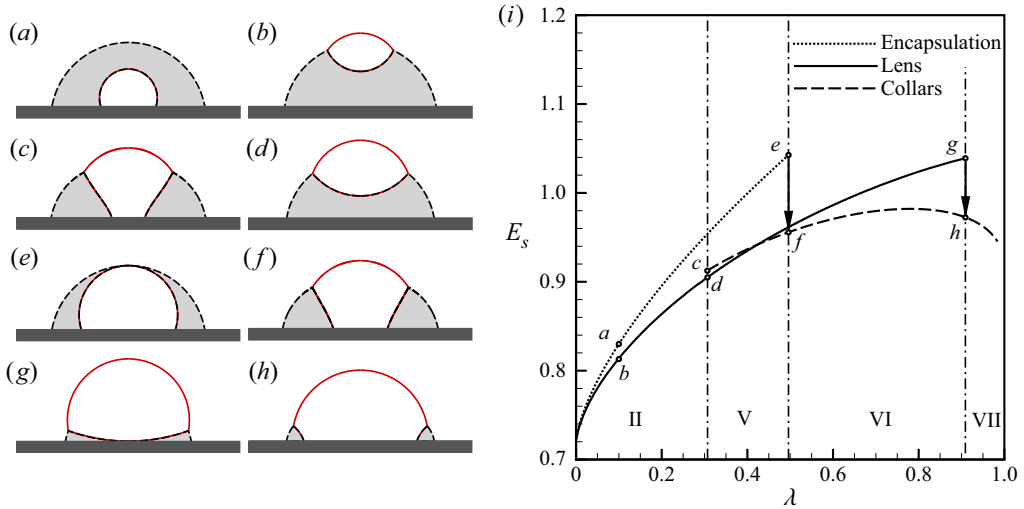 (a)
(b)
(c)
(d)
(e)
(f)
(g)
(h)
(i)
1.2
1.1
1.0
0.9
0.8
0.7
E_s
Encapsulation
Lens
Collars
e
g
c
d
f
h
a
b
II
V
VI
VII
0
0.2
0.4
0.6
0.8
1.0
λ